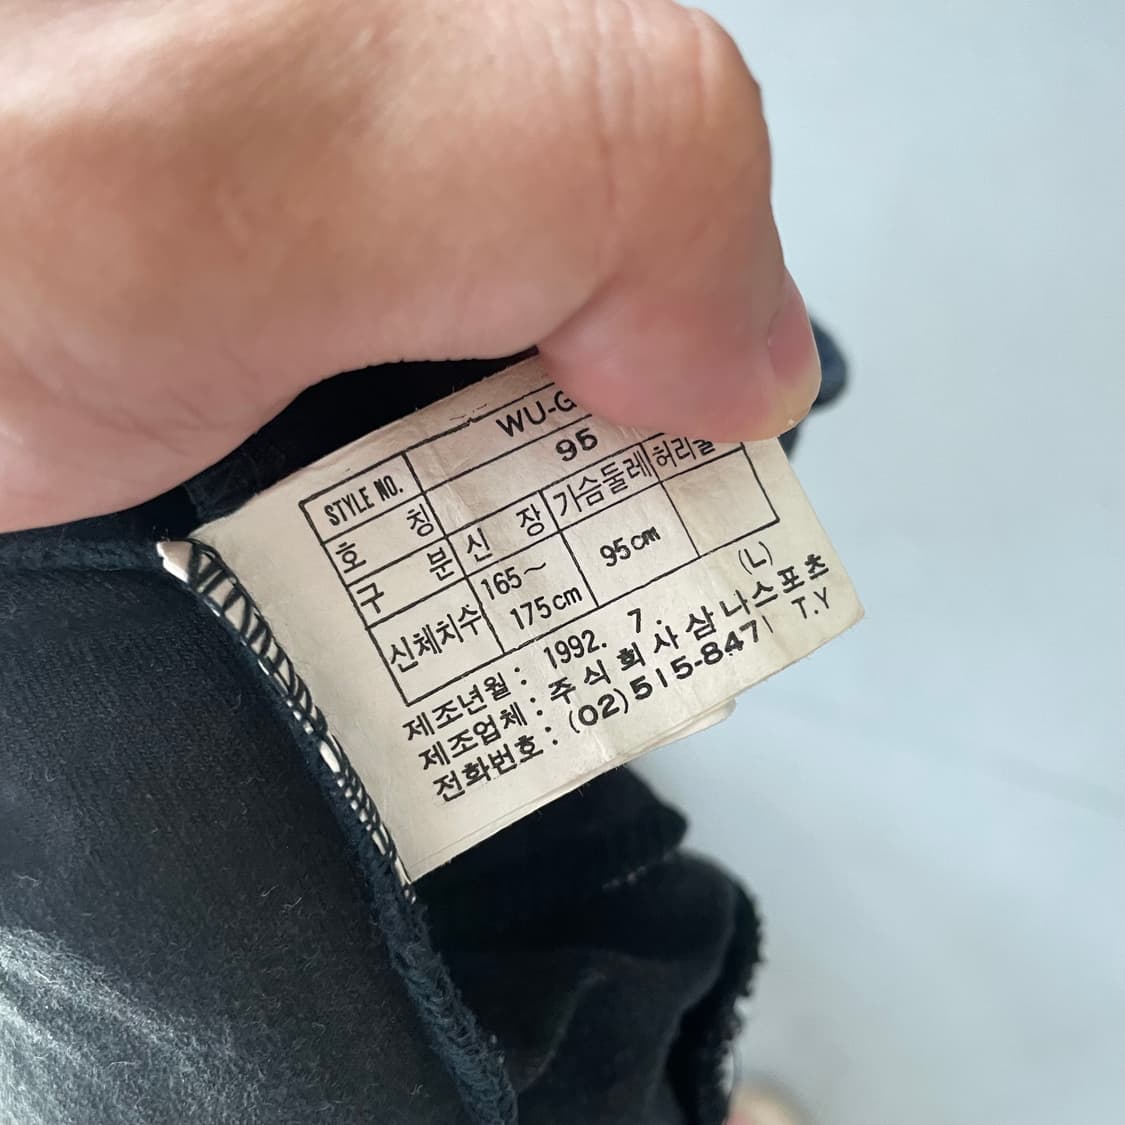 STYLE NO. WU-G
호 칭 95
구 분 신 장 가슴둘레 허리둘
신체치수 165~175cm 95cm
(L)
제조년월 : 1992. 7.
제조업체 : 주식회사삼나스포츠
전화번호 : (02)515-8471 T.Y